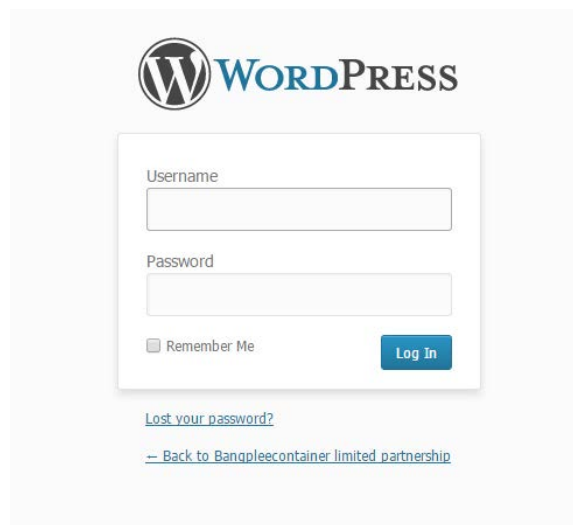 WORDPRESS
Username
Password
Remember Me
Log In
Lost your password?
← Back to Bangpleecontainer limited partnership